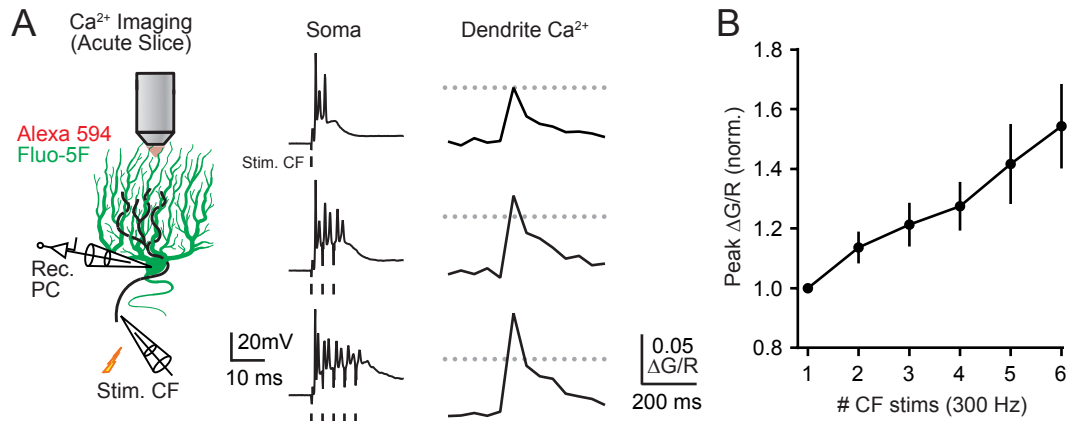 A
Ca²⁺ Imaging
(Acute Slice)
Alexa 594
Fluo-5F
Rec.
PC
Stim. CF
Soma
Stim. CF
20mV
10 ms
Dendrite Ca²⁺
0.05
ΔG/R
200 ms
B
Peak ΔG/R (norm.)
1.8
1.6
1.4
1.2
1.0
0.8
1 2 3 4 5 6
# CF stims (300 Hz)